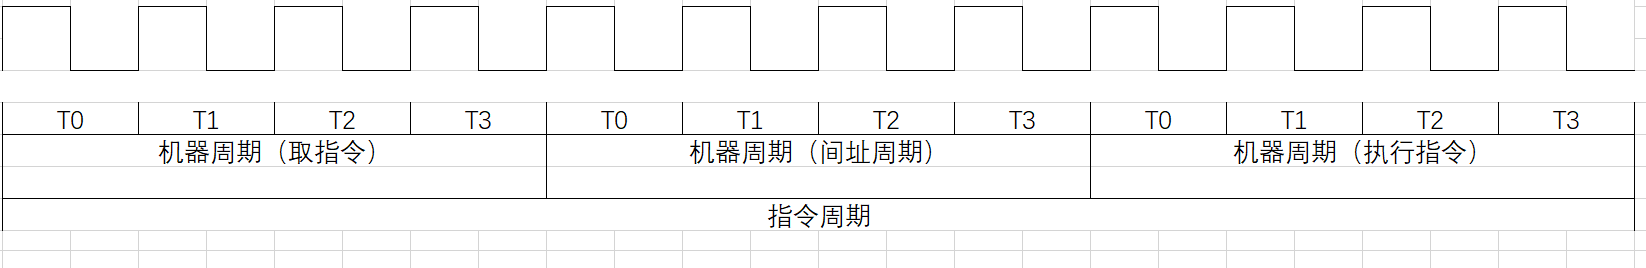 T0 T1 T2 T3 T0 T1 T2 T3 T0 T1 T2 T3
机器周期（取指令） 机器周期（间址周期） 机器周期（执行指令）
指令周期